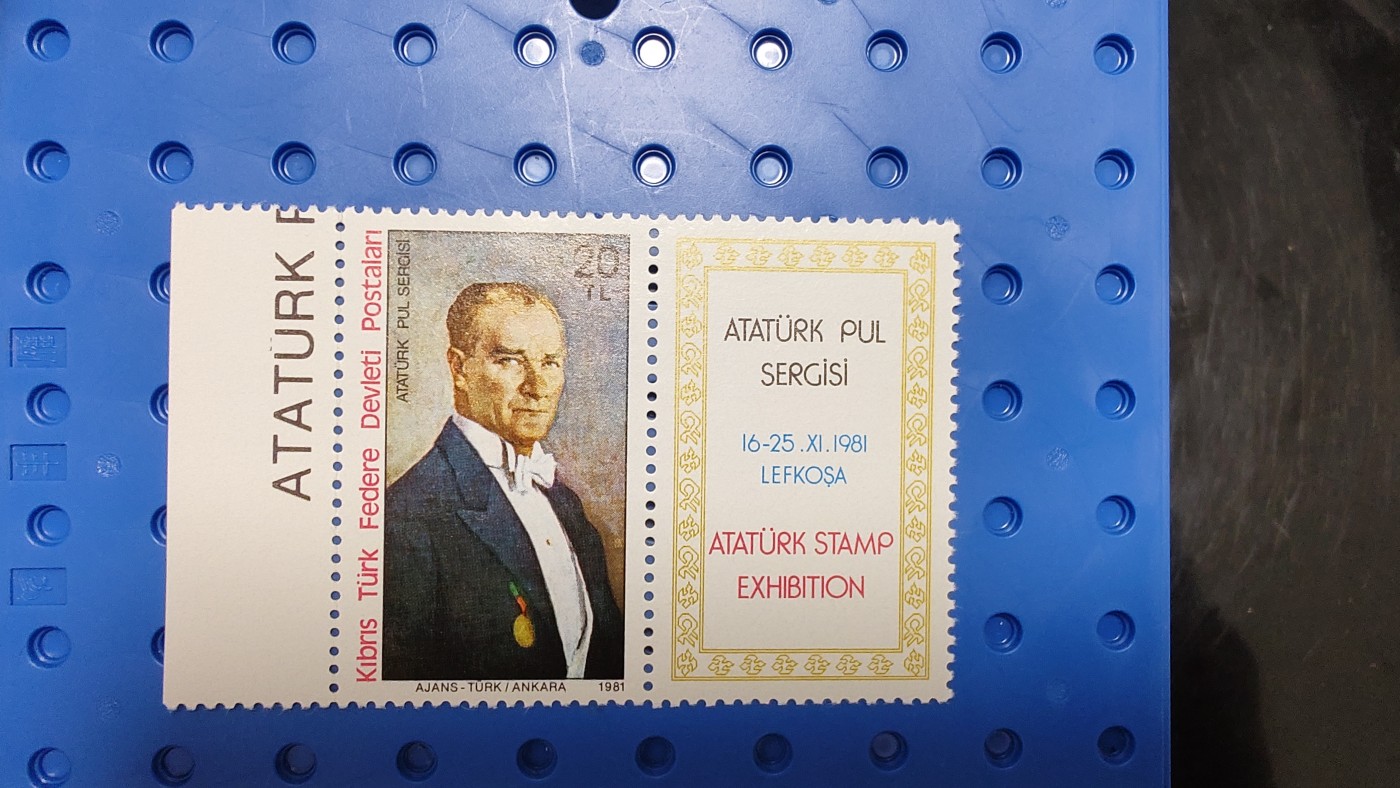 ATATÜRK P
Kıbrıs Türk Federe Devleti Postaları
ATATÜRK PUL SERGİSİ
20
TL
AJANS-TÜRK/ANKARA 1981
ATATÜRK PUL
SERGİSİ
16-25.XI.1981
LEFKOŞA
ATATÜRK STAMP
EXHIBITION